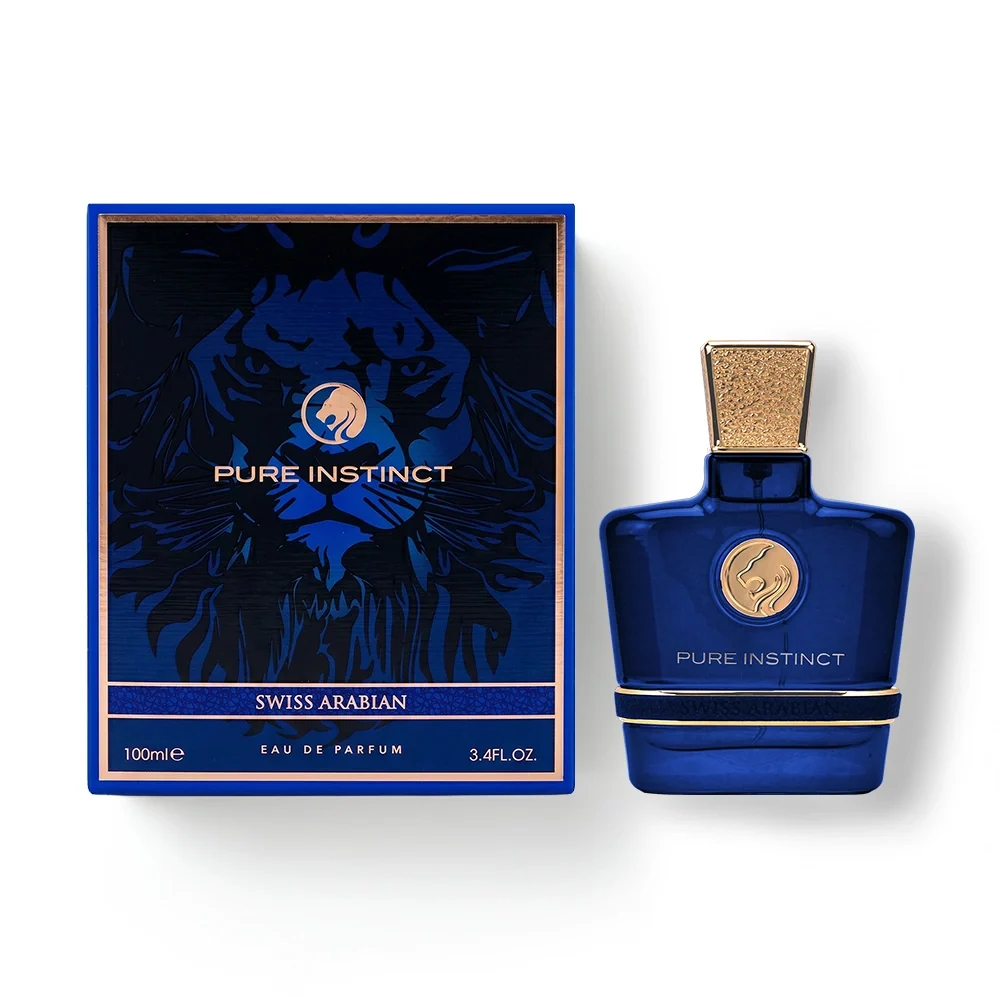 PURE INSTINCT
SWISS ARABIAN
EAU DE PARFUM
100ml℮
3.4FL.OZ.
PURE INSTINCT
SWISS ARABIAN